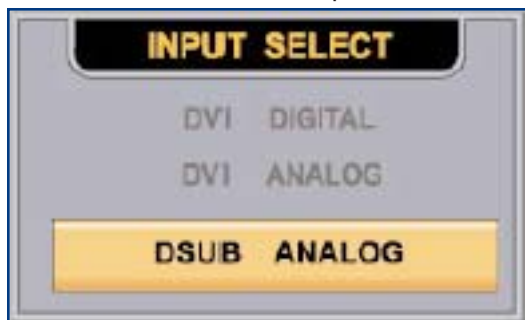 INPUT SELECT
DVI DIGITAL
DVI ANALOG
DSUB ANALOG